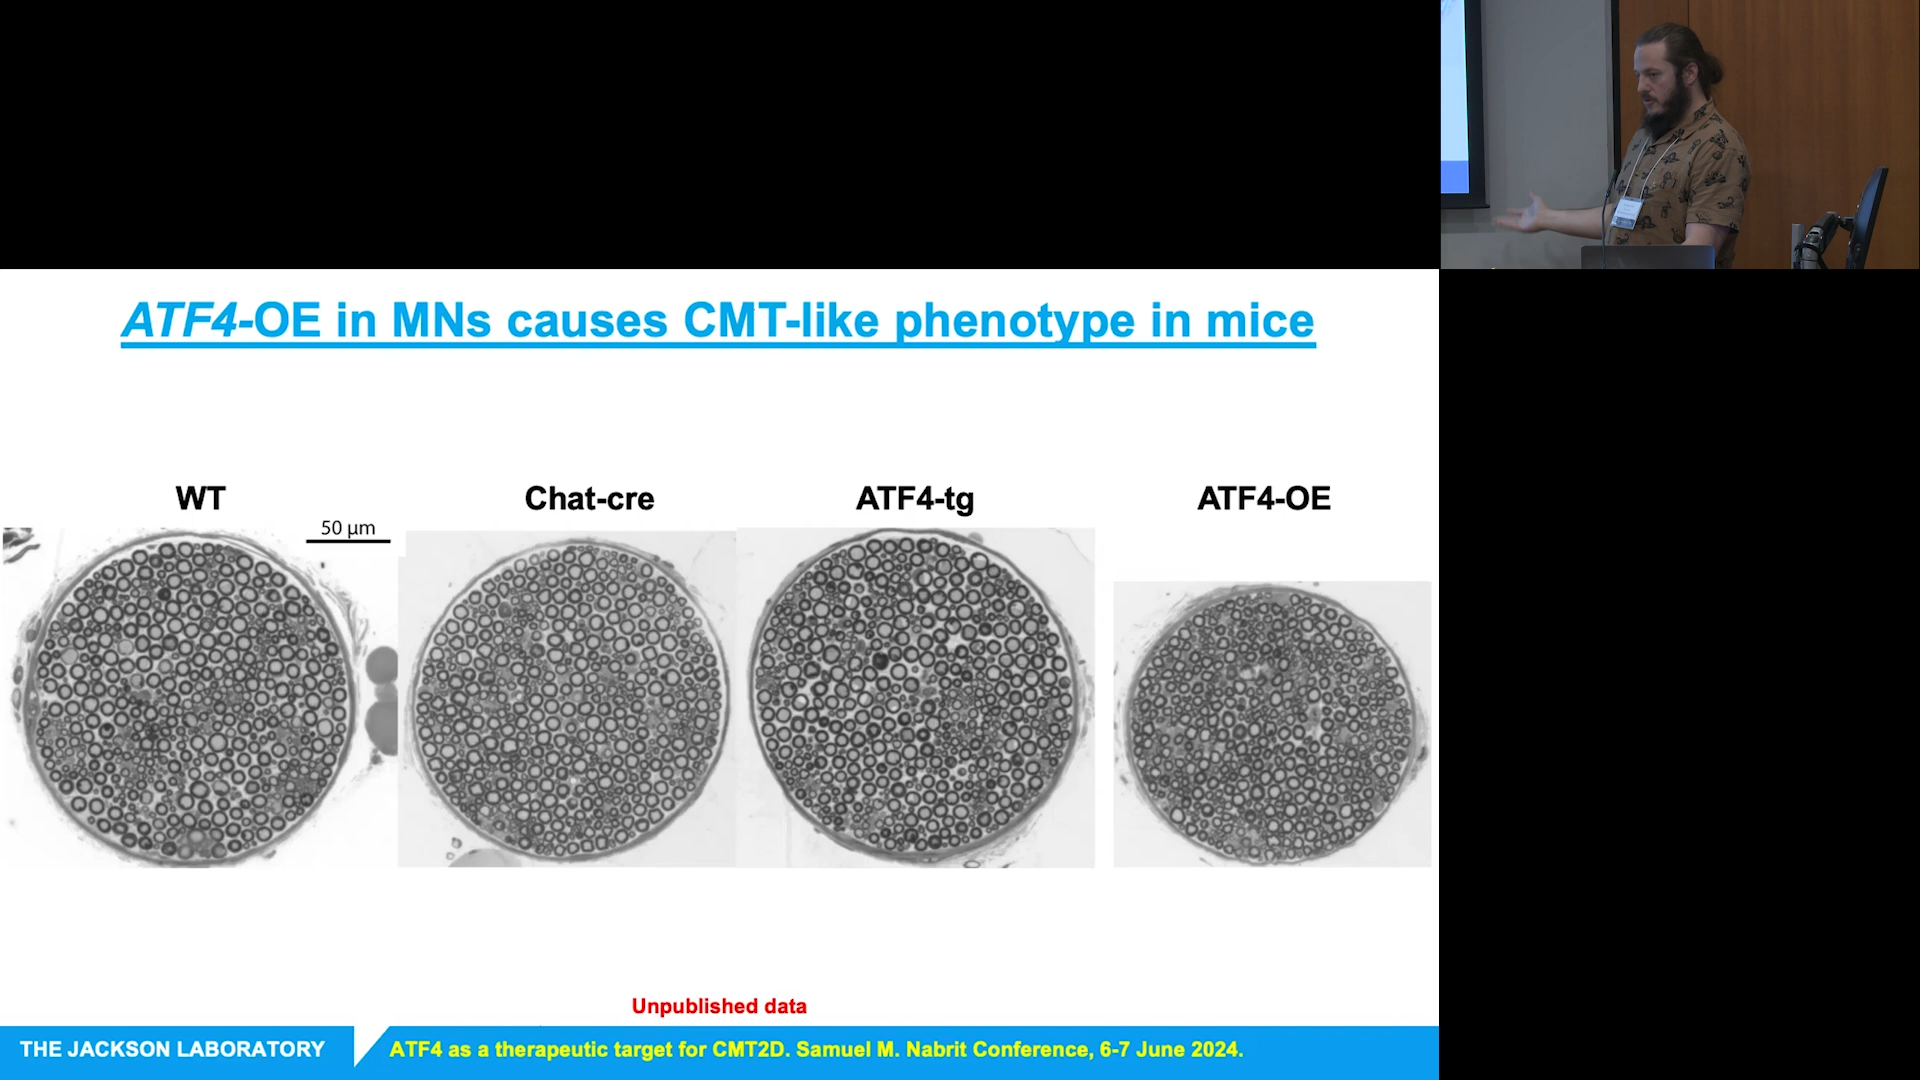 ATF4-OE in MNs causes CMT-like phenotype in mice
WT
Chat-cre
ATF4-tg
ATF4-OE
50 µm
Unpublished data
THE JACKSON LABORATORY
ATF4 as a therapeutic target for CMT2D. Samuel M. Nabrit Conference, 6-7 June 2024.